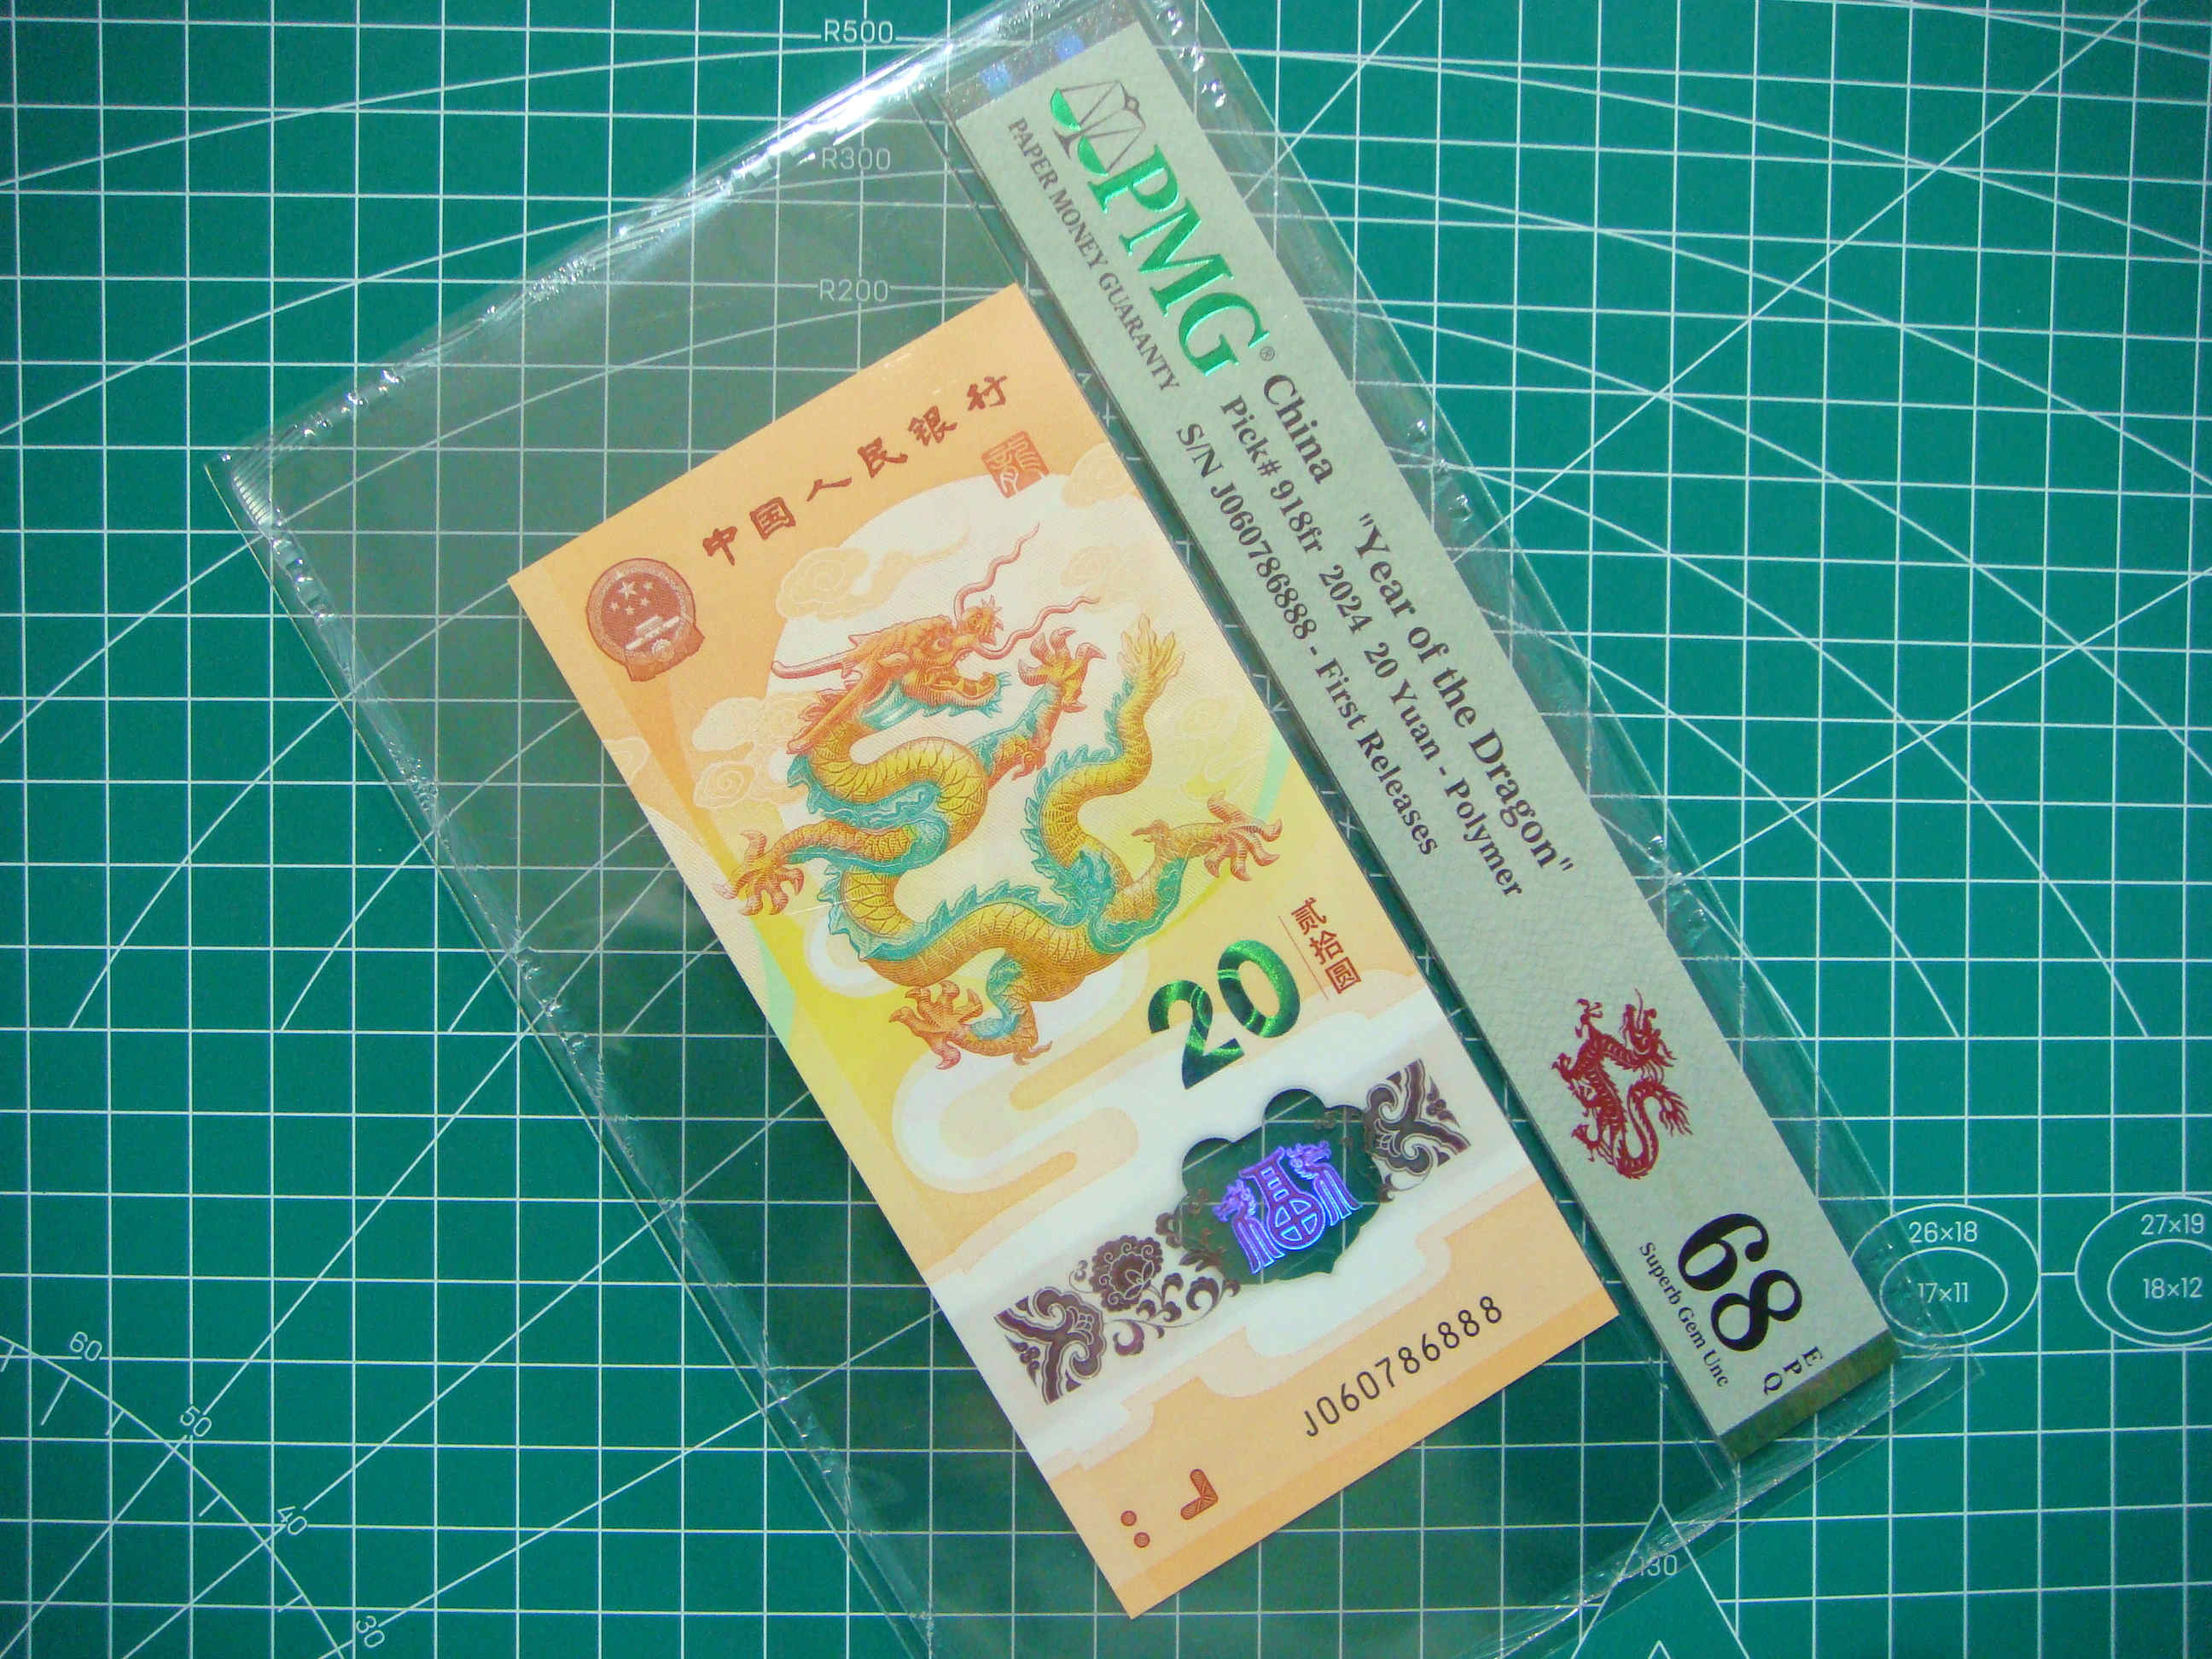 R500
R300
R200
PMG®
PAPER MONEY GUARANTY
China "Year of the Dragon"
Pick# 918fr 2024 20 Yuan - Polymer
S/N J060786888 - First Releases
68
EPQ
Superb Gem Unc
中国人民银行
龙
贰拾圆
20
J060786888
26×18
17×11
27×19
18×12
60
50
40
30
130